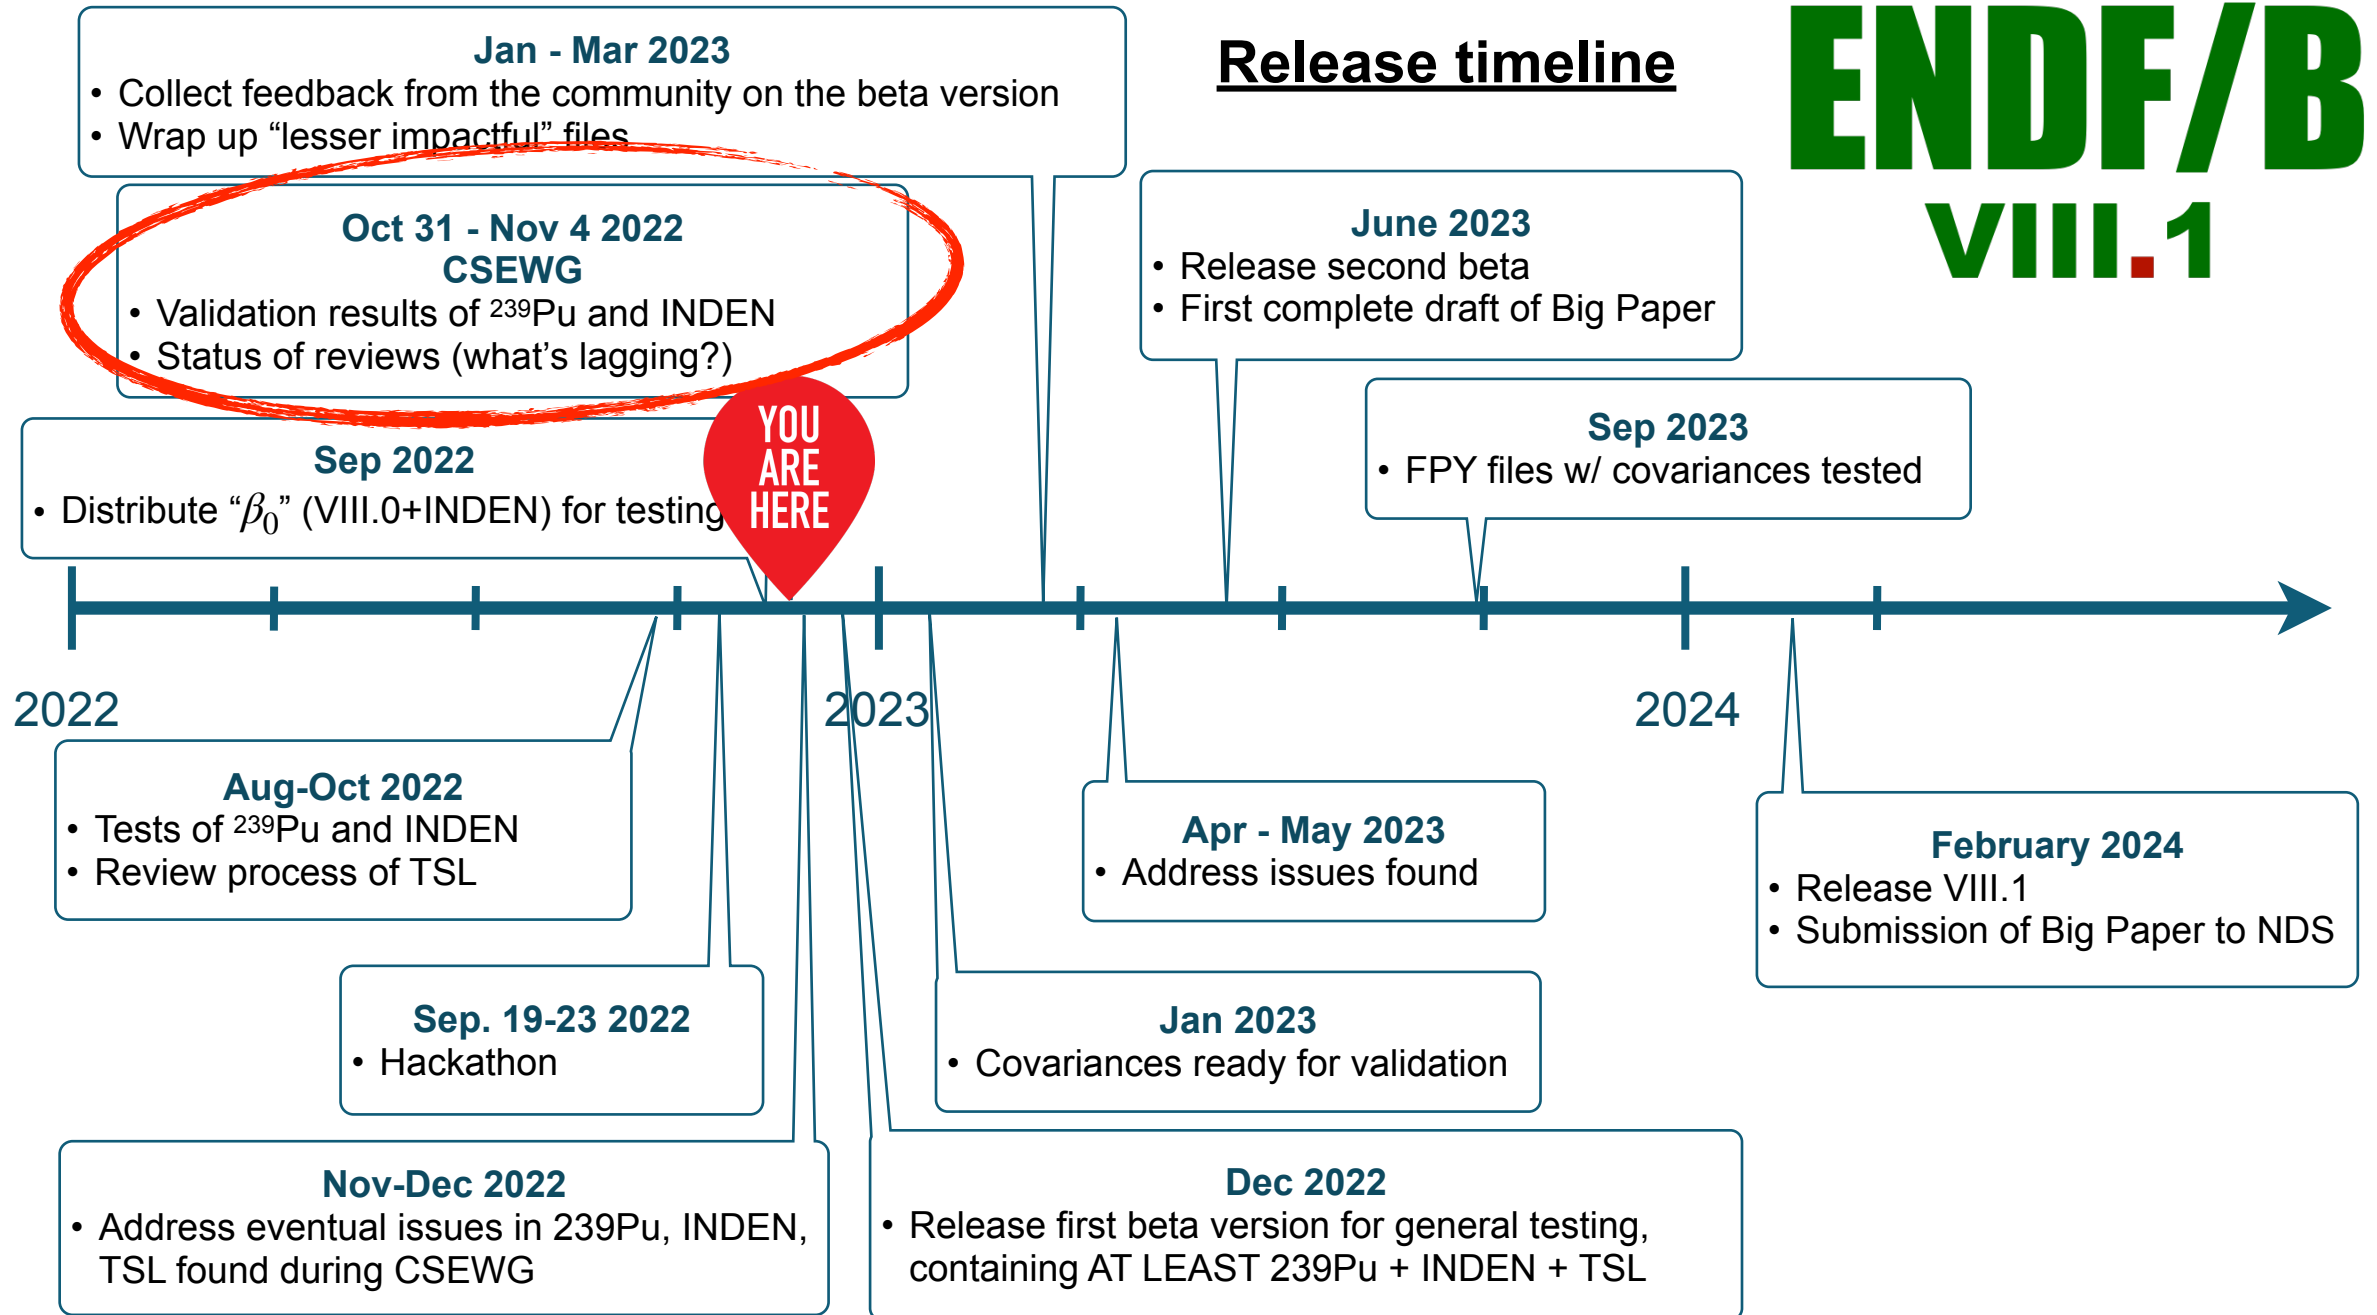 Release timeline
ENDF/B
VIII.1
Jan - Mar 2023
• Collect feedback from the community on the beta version
• Wrap up “lesser impactful” files
Oct 31 - Nov 4 2022
CSEWG
• Validation results of ²³⁹Pu and INDEN
• Status of reviews (what’s lagging?)
June 2023
• Release second beta
• First complete draft of Big Paper
Sep 2022
• Distribute “β₀” (VIII.0+INDEN) for testing
YOU
ARE
HERE
Sep 2023
• FPY files w/ covariances tested
2022
2023
2024
Aug-Oct 2022
• Tests of ²³⁹Pu and INDEN
• Review process of TSL
Apr - May 2023
• Address issues found
February 2024
• Release VIII.1
• Submission of Big Paper to NDS
Sep. 19-23 2022
• Hackathon
Jan 2023
• Covariances ready for validation
Nov-Dec 2022
• Address eventual issues in 239Pu, INDEN,
TSL found during CSEWG
Dec 2022
• Release first beta version for general testing,
containing AT LEAST 239Pu + INDEN + TSL